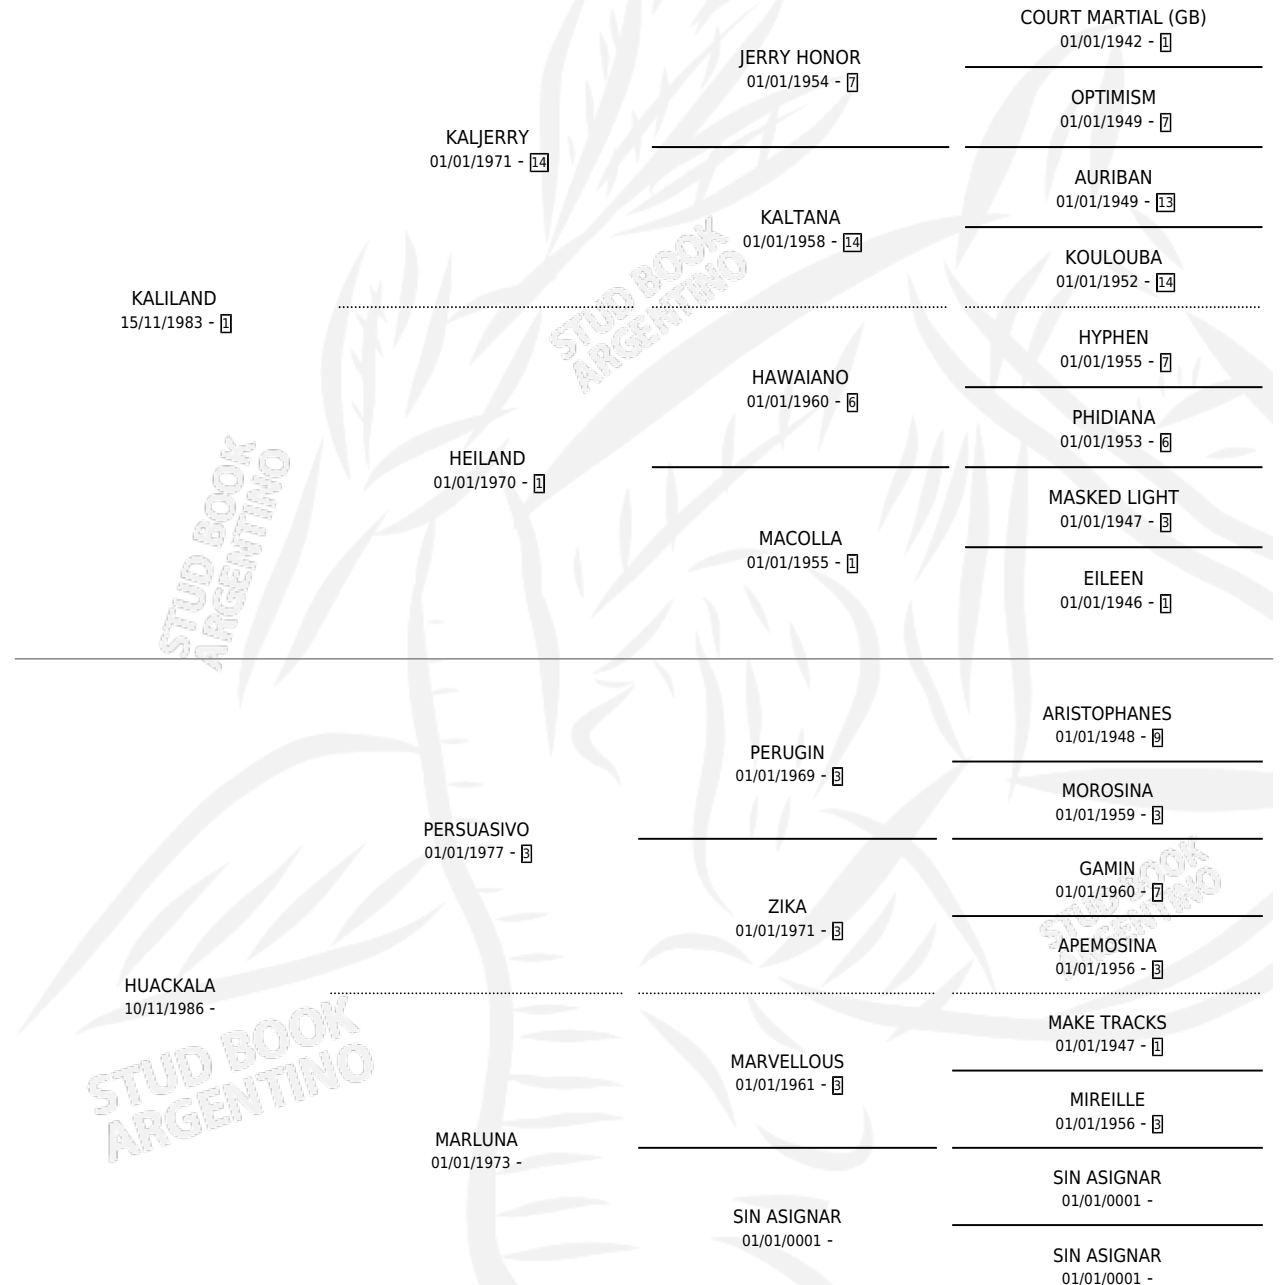 COURT MARTIAL (GB)
01/01/1942 - 1
JERRY HONOR
01/01/1954 - 7
OPTIMISM
01/01/1949 - 7
KALJERRY
01/01/1971 - 14
AURIBAN
01/01/1949 - 13
KALTANA
01/01/1958 - 14
KOULOUBA
01/01/1952 - 14
KALILAND
15/11/1983 - 1
STUD BOOK
ARGENTINO
HYPHEN
01/01/1955 - 7
HAWAIANO
01/01/1960 - 6
PHIDIANA
01/01/1953 - 6
HEILAND
01/01/1970 - 1
MASKED LIGHT
01/01/1947 - 3
MACOLLA
01/01/1955 - 1
EILEEN
01/01/1946 - 1
STUD BOOK
ARGENTINO
ARISTOPHANES
01/01/1948 - 9
PERUGIN
01/01/1969 - 3
MOROSINA
01/01/1959 - 3
PERSUASIVO
01/01/1977 - 3
GAMIN
01/01/1960 - 7
ZIKA
01/01/1971 - 3
STUD BOOK
ARGENTINO
APEMOSINA
01/01/1956 - 3
HUACKALA
10/11/1986 -
MAKE TRACKS
01/01/1947 - 1
STUD BOOK
ARGENTINO
MARVELLOUS
01/01/1961 - 3
MIREILLE
01/01/1956 - 3
MARLUNA
01/01/1973 -
SIN ASIGNAR
01/01/0001 -
SIN ASIGNAR
01/01/0001 -
SIN ASIGNAR
01/01/0001 -